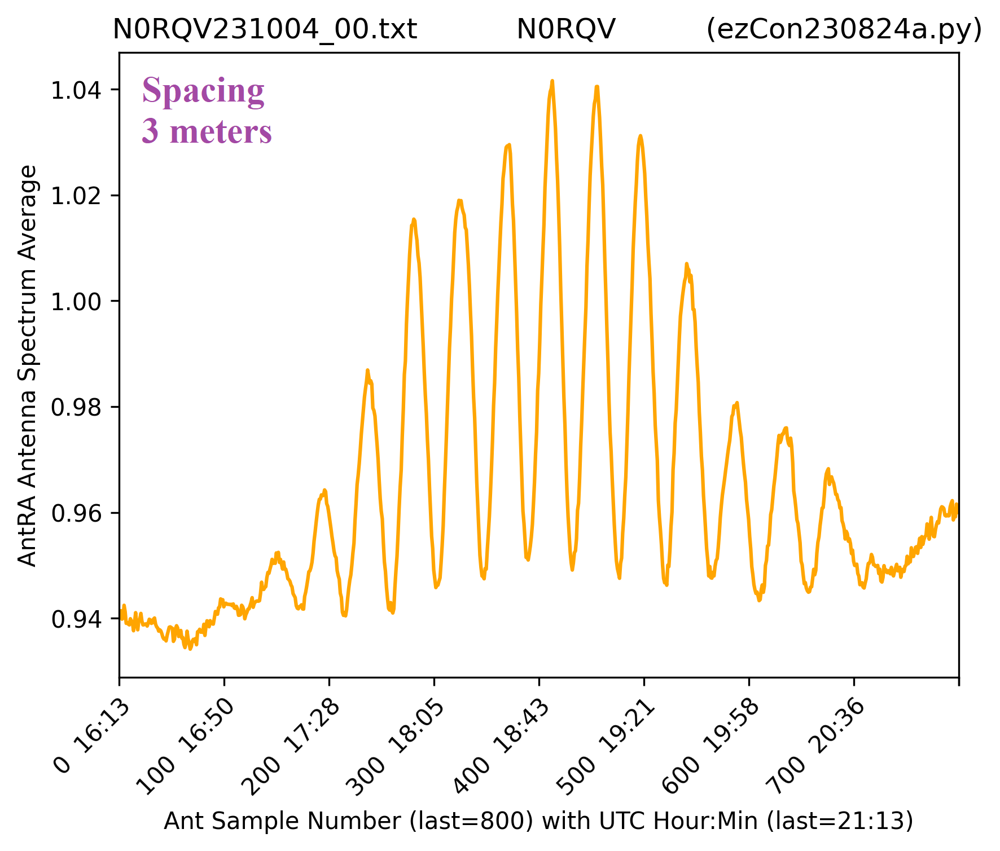 N0RQV231004_00.txt N0RQV (ezCon230824a.py)
Spacing
3 meters
AntRA Antenna Spectrum Average
1.04
1.02
1.00
0.98
0.96
0.94
0 16:13
100 16:50
200 17:28
300 18:05
400 18:43
500 19:21
600 19:58
700 20:36
Ant Sample Number (last=800) with UTC Hour:Min (last=21:13)